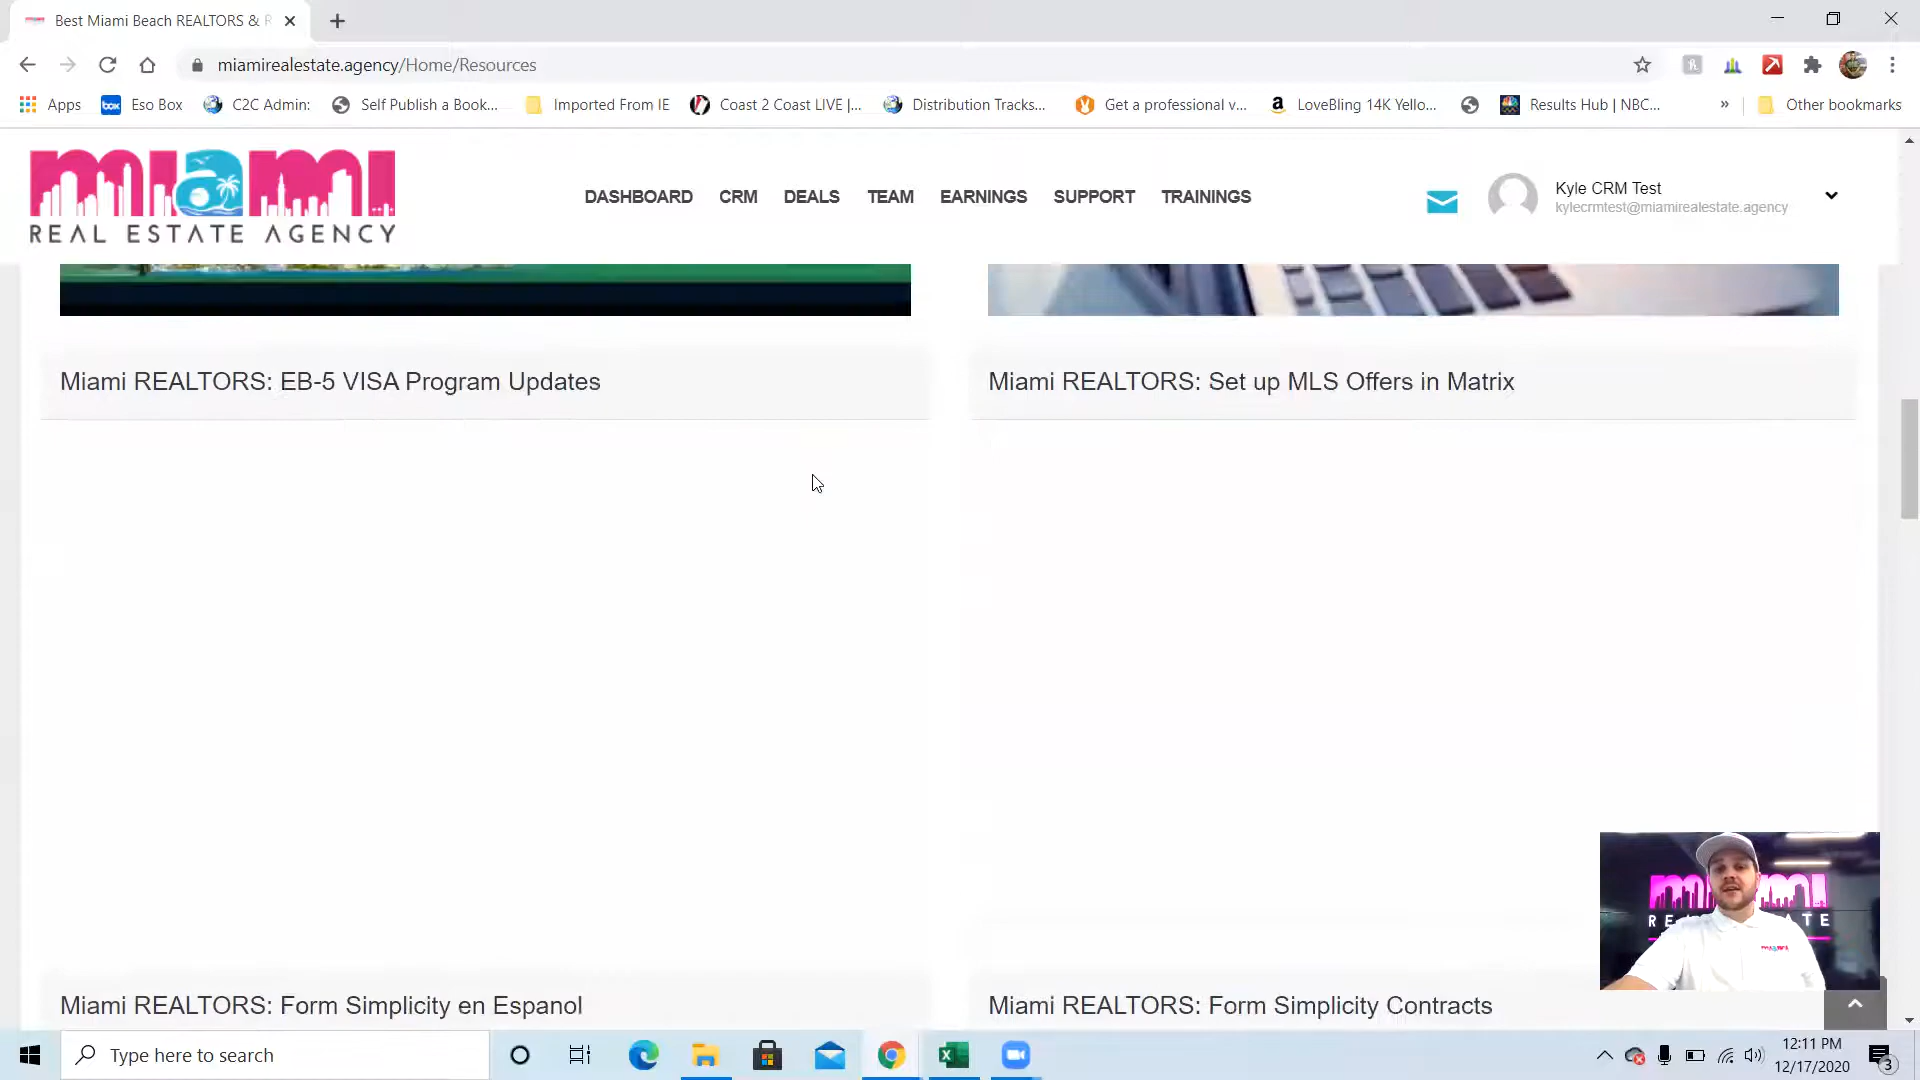 Best Miami Beach REALTORS & R
miamirealestate.agency/Home/Resources
Apps
box
Eso Box
C2C Admin:
Self Publish a Book...
Imported From IE
Coast 2 Coast LIVE |...
Distribution Tracks...
Get a professional v...
a
LoveBling 14K Yello...
Results Hub | NBC...
»
Other bookmarks
miami
REAL ESTATE AGENCY
DASHBOARD
CRM
DEALS
TEAM
EARNINGS
SUPPORT
TRAININGS
Kyle CRM Test
kylecrmtest@miamirealestate.agency
Miami REALTORS: EB-5 VISA Program Updates
Miami REALTORS: Set up MLS Offers in Matrix
Miami REALTORS: Form Simplicity en Espanol
Miami REALTORS: Form Simplicity Contracts
Type here to search
12:11 PM
12/17/2020
3